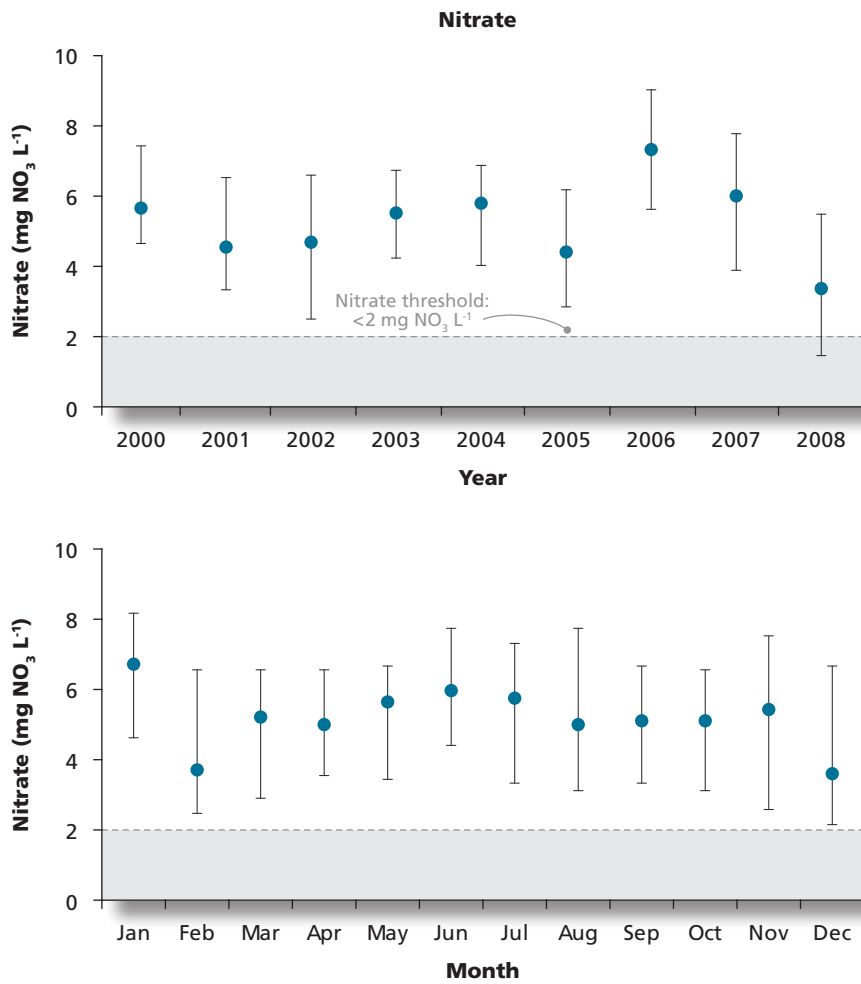 Nitrate
Nitrate (mg NO₃ L⁻¹)
10
8
6
4
2
0
Nitrate threshold:
<2 mg NO₃ L⁻¹
2000 2001 2002 2003 2004 2005 2006 2007 2008
Year
Nitrate (mg NO₃ L⁻¹)
10
8
6
4
2
0
Jan Feb Mar Apr May Jun Jul Aug Sep Oct Nov Dec
Month